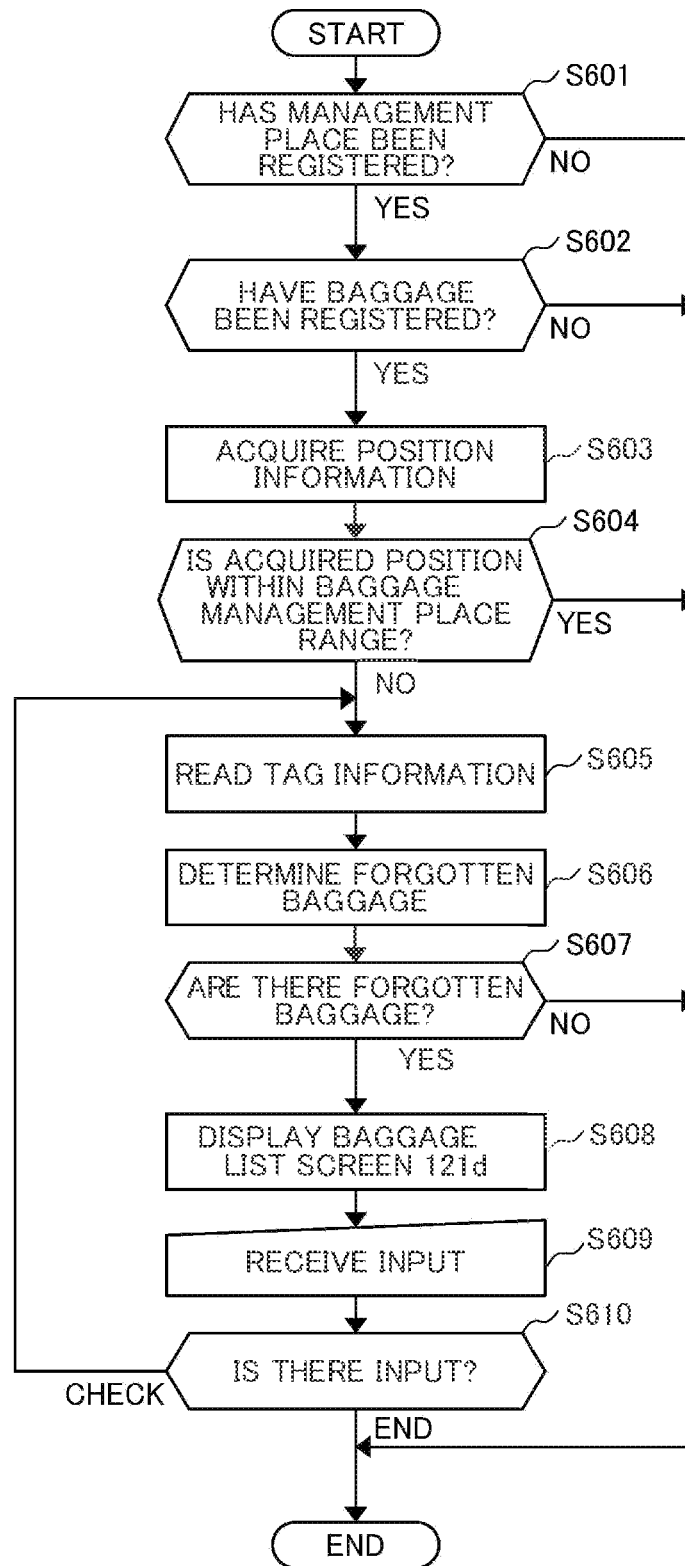 START
S601
HAS MANAGEMENT
PLACE BEEN
REGISTERED?
NO
YES
S602
HAVE BAGGAGE
BEEN REGISTERED?
NO
YES
ACQUIRE POSITION
INFORMATION
S603
S604
IS ACQUIRED POSITION
WITHIN BAGGAGE
MANAGEMENT PLACE
RANGE?
YES
NO
READ TAG INFORMATION
S605
DETERMINE FORGOTTEN
BAGGAGE
S606
S607
ARE THERE FORGOTTEN
BAGGAGE?
NO
YES
DISPLAY BAGGAGE
LIST SCREEN 121d
S608
RECEIVE INPUT
S609
S610
IS THERE INPUT?
CHECK
END
END